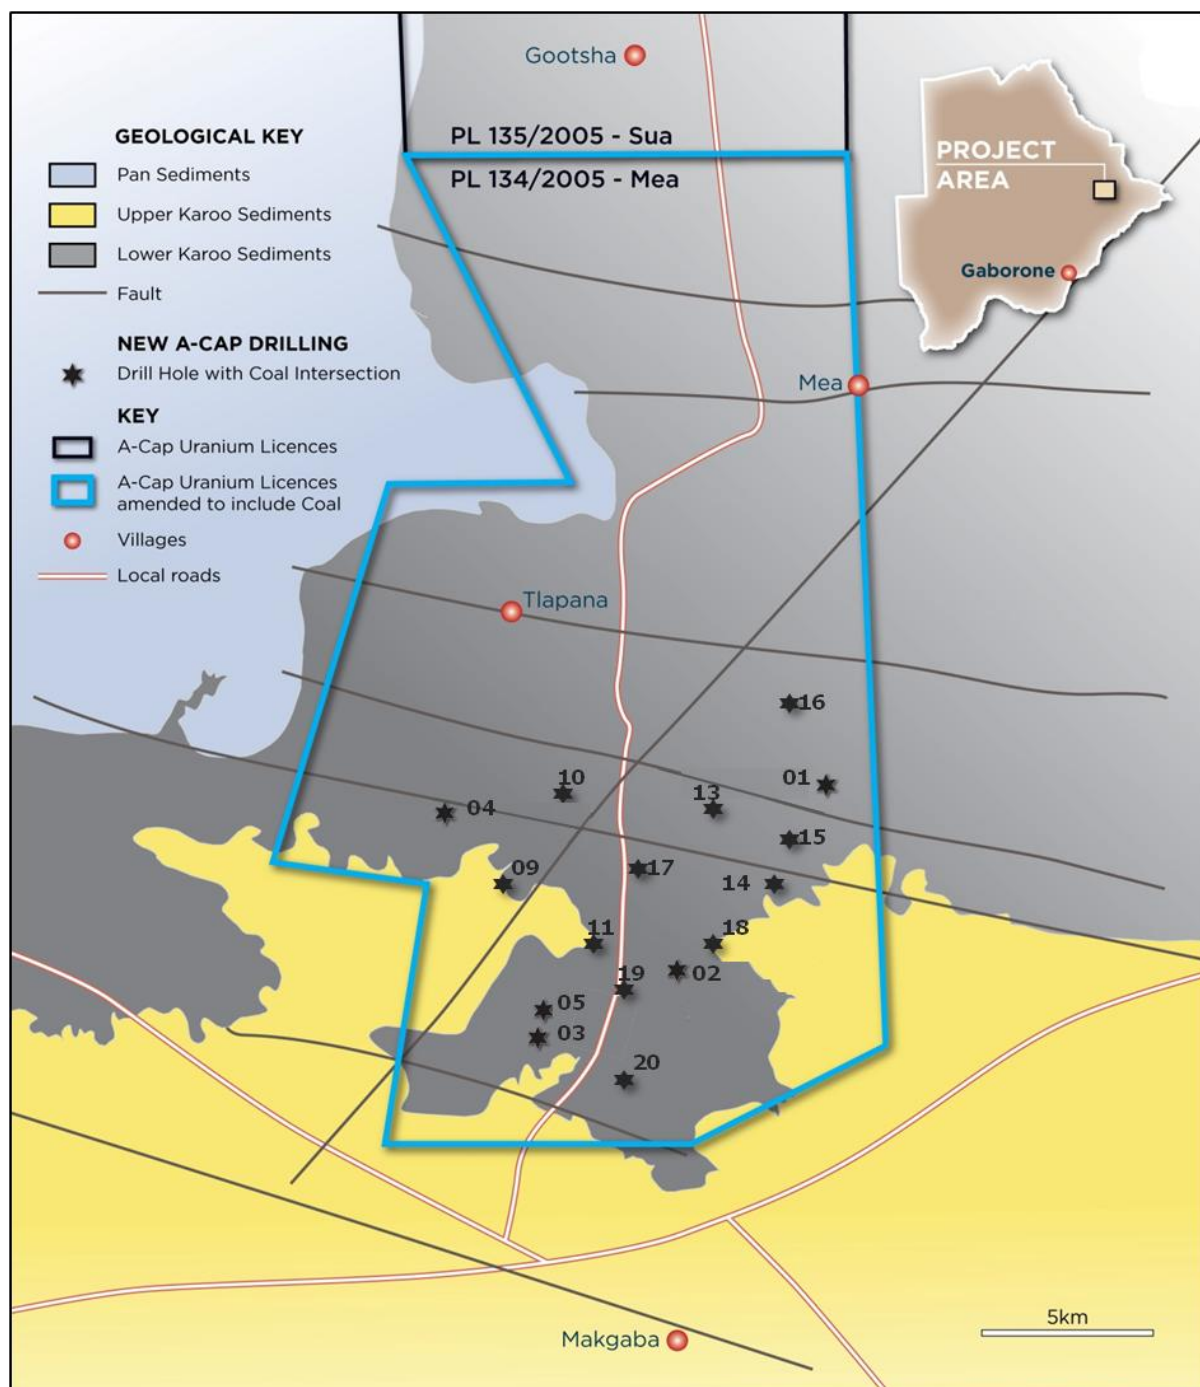 Gootsha
PL 135/2005 - Sua
PL 134/2005 - Mea
GEOLOGICAL KEY
Pan Sediments
Upper Karoo Sediments
Lower Karoo Sediments
Fault
NEW A-CAP DRILLING
Drill Hole with Coal Intersection
KEY
A-Cap Uranium Licences
A-Cap Uranium Licences
amended to include Coal
Villages
Local roads
PROJECT
AREA
Gaborone
Mea
Tlapana
16
01
10
13
04
15
09
17
14
11
18
19
02
05
03
20
5km
Makgaba